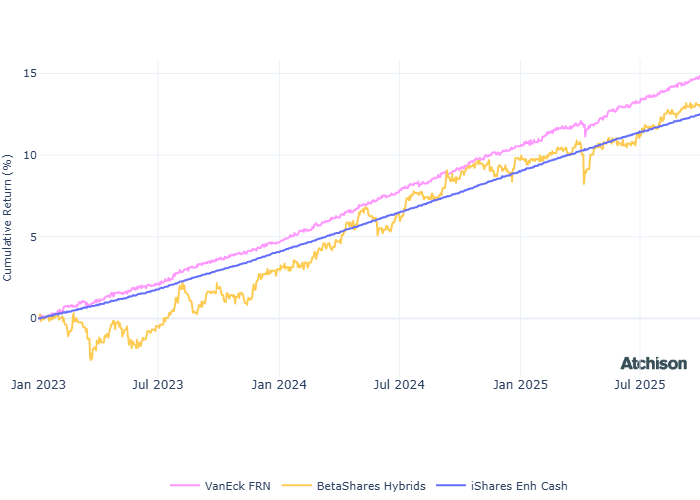 15
10
5
0
Cumulative Return (%)
Jan 2023 Jul 2023 Jan 2024 Jul 2024 Jan 2025 Jul 2025
Atchison
VanEck FRN BetaShares Hybrids iShares Enh Cash